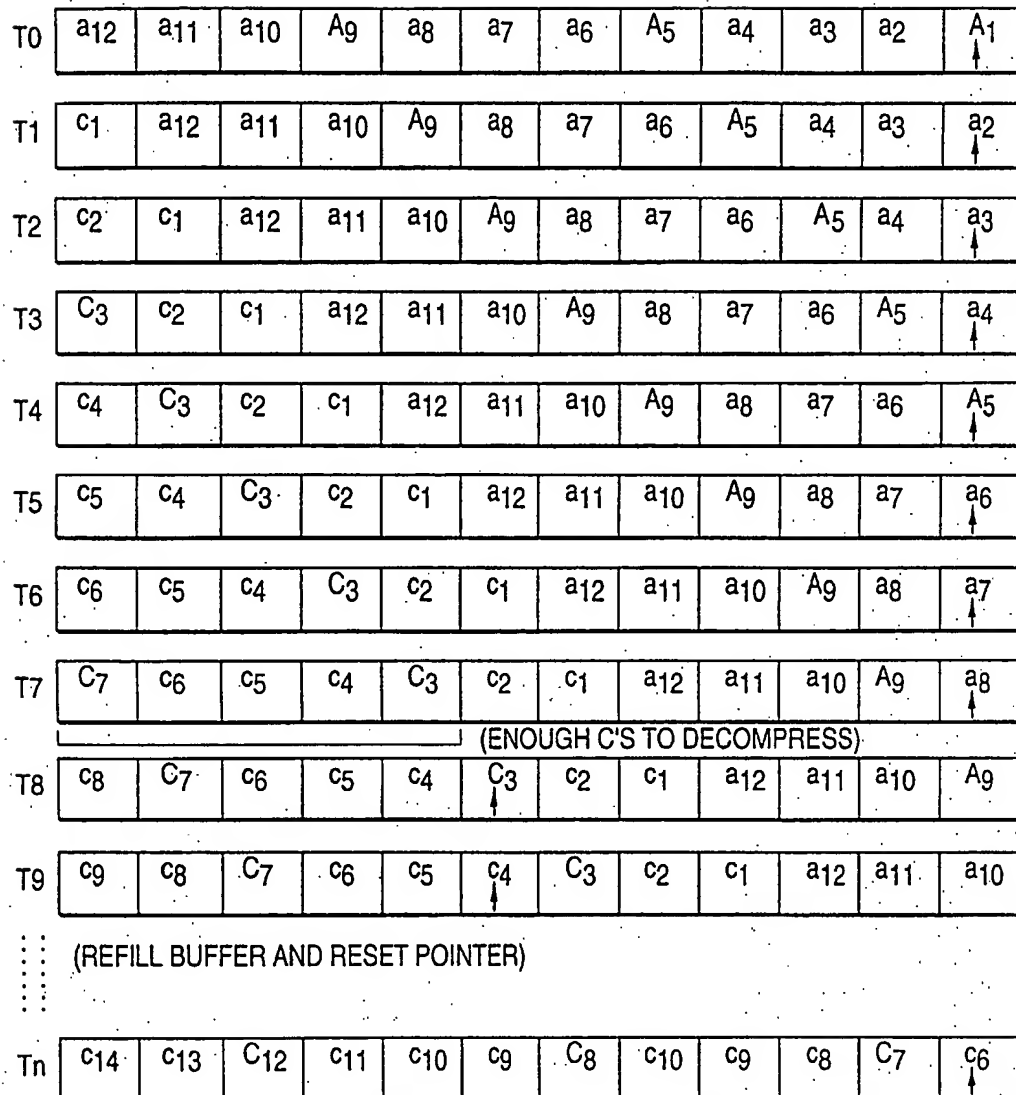 T0 a12 a11 a10 A9 a8 a7 a6 A5 a4 a3 a2 A1
T1 c1 a12 a11 a10 A9 a8 a7 a6 A5 a4 a3 a2
T2 c2 c1 a12 a11 a10 A9 a8 a7 a6 A5 a4 a3
T3 C3 c2 c1 a12 a11 a10 A9 a8 a7 a6 A5 a4
T4 c4 C3 c2 c1 a12 a11 a10 A9 a8 a7 a6 A5
T5 c5 c4 C3 c2 c1 a12 a11 a10 A9 a8 a7 a6
T6 c6 c5 c4 C3 c2 c1 a12 a11 a10 A9 a8 a7
T7 C7 c6 c5 c4 C3 c2 c1 a12 a11 a10 A9 a8
(ENOUGH C'S TO DECOMPRESS)
T8 c8 C7 c6 c5 c4 C3 c2 c1 a12 a11 a10 A9
T9 c9 c8 C7 c6 c5 c4 C3 c2 c1 a12 a11 a10
(REFILL BUFFER AND RESET POINTER)
Tn c14 c13 C12 c11 c10 c9 C8 c10 c9 c8 C7 c6